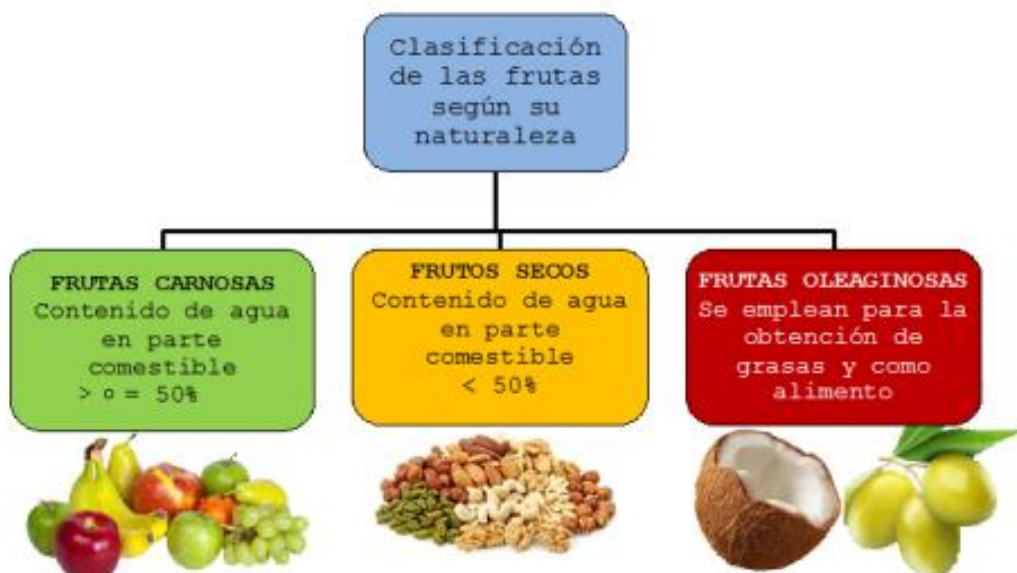 Clasificación
de las frutas
según su
naturaleza
FRUTAS CARNOSAS
Contenido de agua
en parte
comestible
> o = 50%
FRUTOS SECOS
Contenido de agua
en parte
comestible
< 50%
FRUTAS OLEAGINOSAS
Se emplean para la
obtención de
grasas y como
alimento